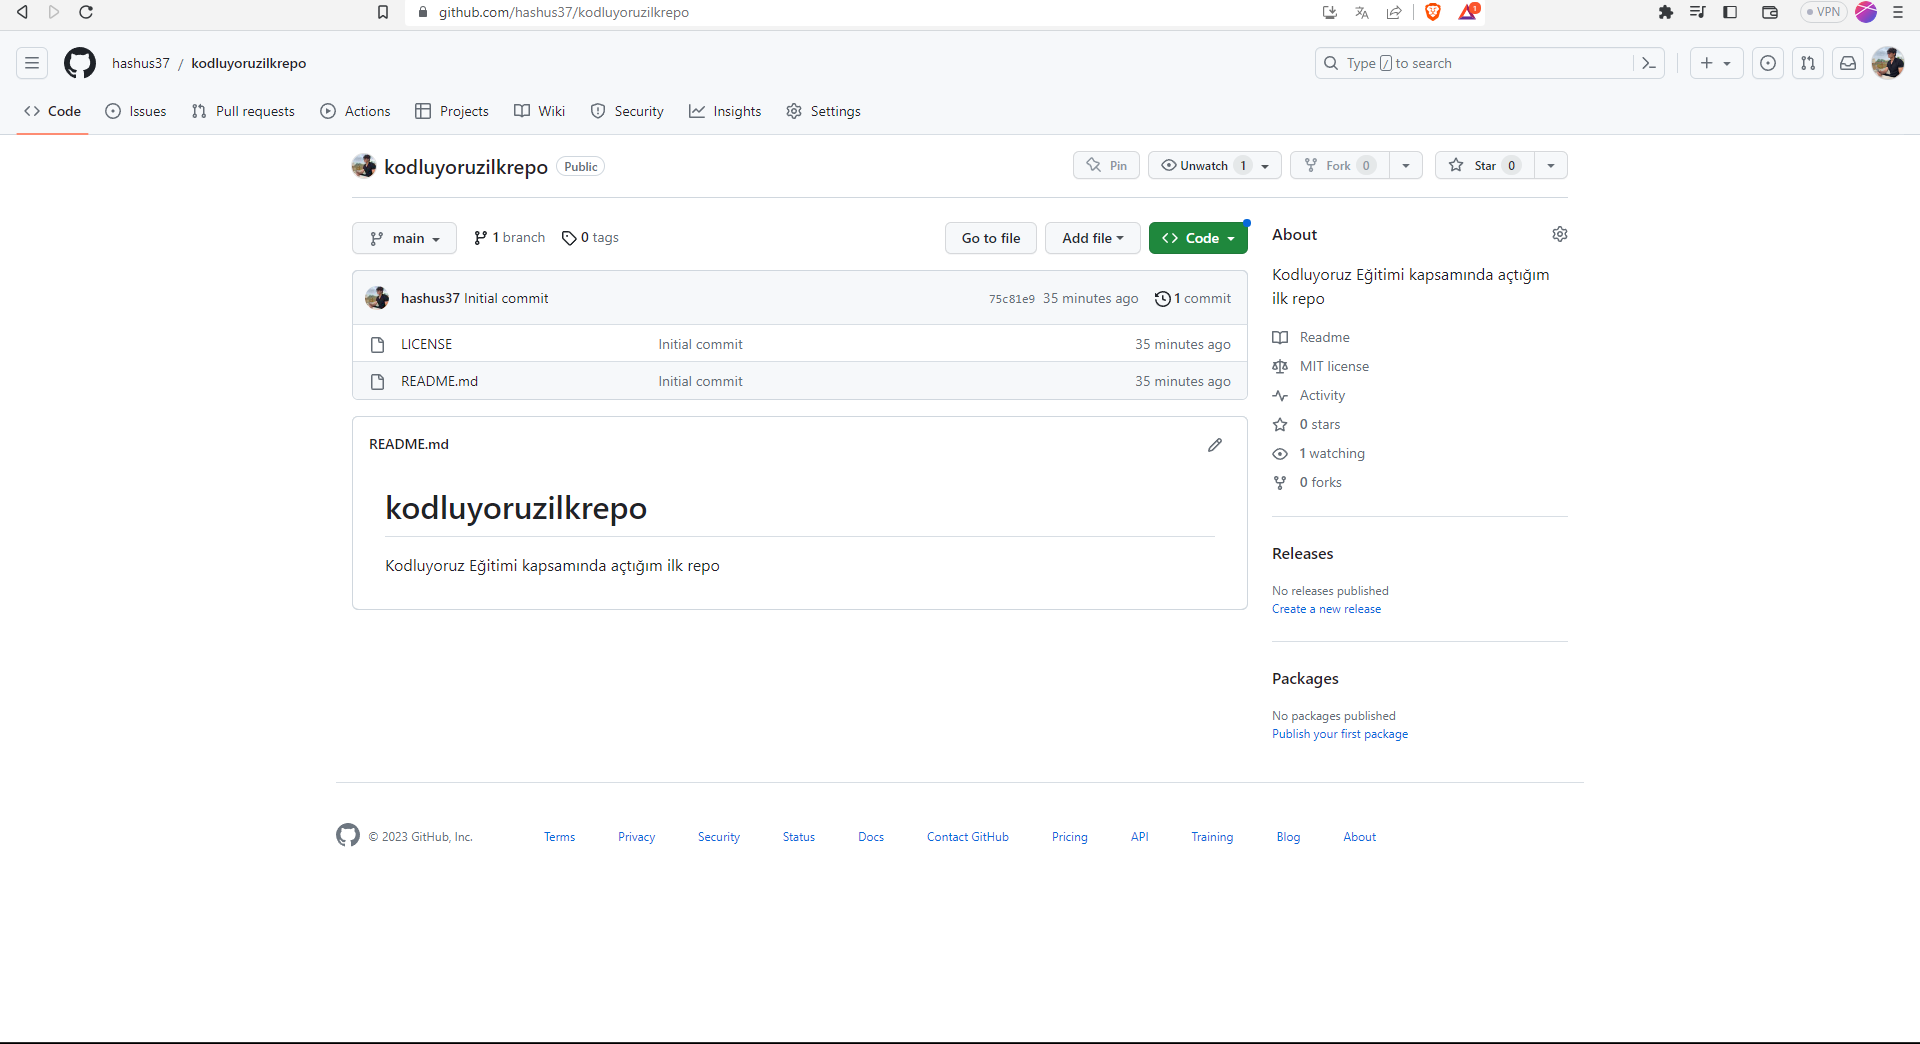 github.com/hashus37/kodluyoruzilkrepo
1
VPN
hashus37 / kodluyoruzilkrepo
Type / to search
Code
Issues
Pull requests
Actions
Projects
Wiki
Security
Insights
Settings
kodluyoruzilkrepo Public
Pin
Unwatch 1
Fork 0
Star 0
main
1 branch
0 tags
Go to file
Add file
Code
hashus37 Initial commit
75c81e9 35 minutes ago
1 commit
LICENSE Initial commit 35 minutes ago
README.md Initial commit 35 minutes ago
README.md
kodluyoruzilkrepo
Kodluyoruz Eğitimi kapsamında açtığım ilk repo
About
Kodluyoruz Eğitimi kapsamında açtığım
ilk repo
Readme
MIT license
Activity
0 stars
1 watching
0 forks
Releases
No releases published
Create a new release
Packages
No packages published
Publish your first package
© 2023 GitHub, Inc.
Terms
Privacy
Security
Status
Docs
Contact GitHub
Pricing
API
Training
Blog
About